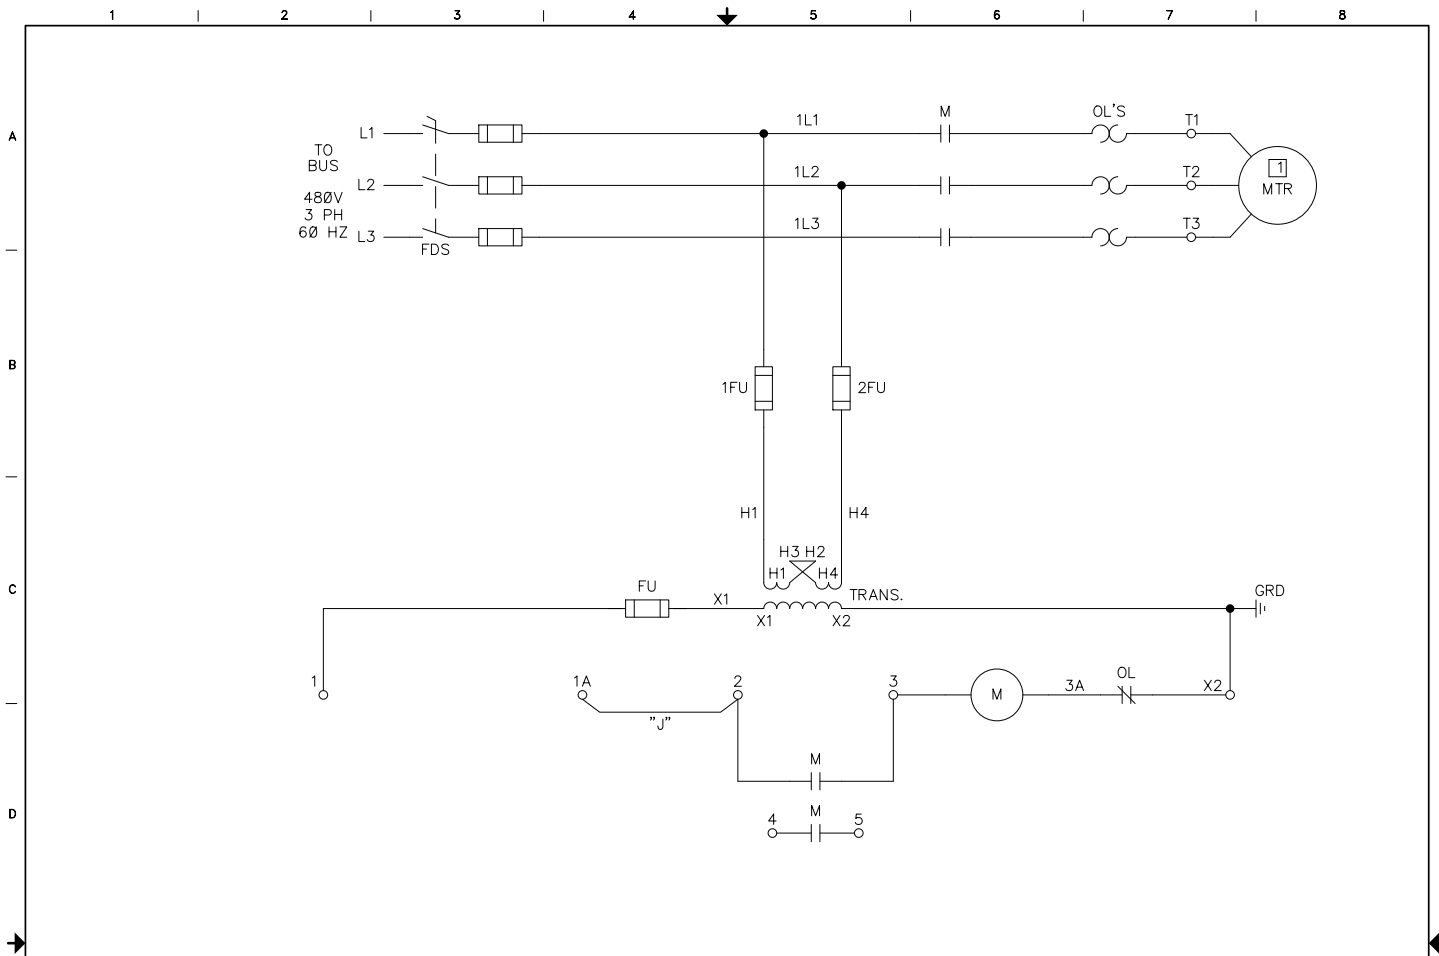 1 2 3 4 5 6 7 8
A
L1
1L1
M
OL'S
T1
TO
BUS
L2
1L2
T2
1
MTR
480V
3 PH
60 HZ
L3
1L3
T3
FDS
B
1FU
2FU
H1
H4
H3 H2
H1
H4
C
FU
X1
TRANS.
GRD
X1
X2
1
1A
2
3
M
3A
OL
X2
"J"
M
D
M
4
5